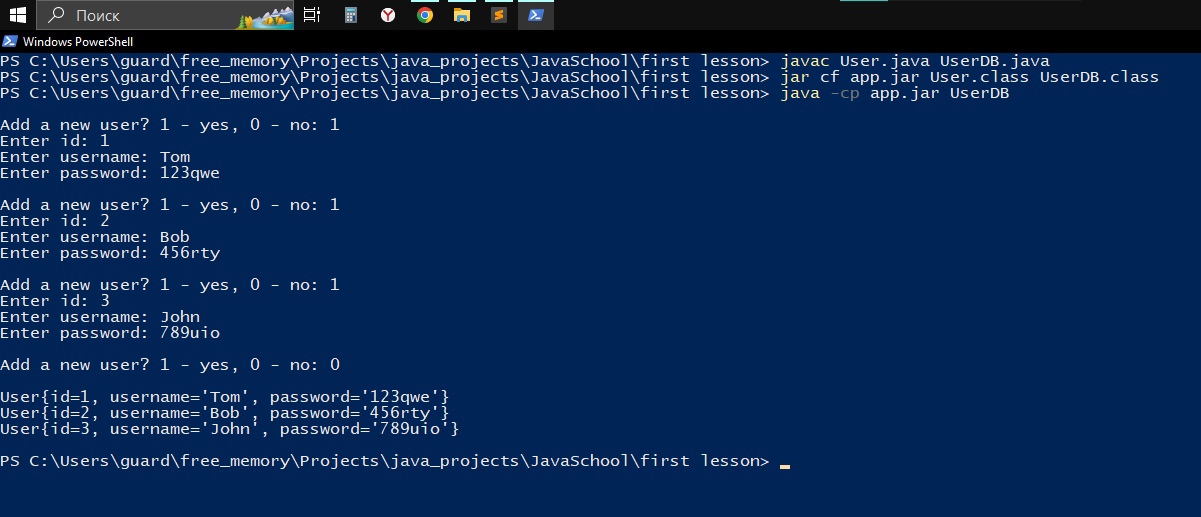 Поиск
Windows PowerShell
PS C:\Users\guard\free_memory\Projects\java_projects\JavaSchool\first lesson> javac User.java UserDB.java
PS C:\Users\guard\free_memory\Projects\java_projects\JavaSchool\first lesson> jar cf app.jar User.class UserDB.class
PS C:\Users\guard\free_memory\Projects\java_projects\JavaSchool\first lesson> java -cp app.jar UserDB
Add a new user? 1 - yes, 0 - no: 1
Enter id: 1
Enter username: Tom
Enter password: 123qwe
Add a new user? 1 - yes, 0 - no: 1
Enter id: 2
Enter username: Bob
Enter password: 456rty
Add a new user? 1 - yes, 0 - no: 1
Enter id: 3
Enter username: John
Enter password: 789uio
Add a new user? 1 - yes, 0 - no: 0
User{id=1, username='Tom', password='123qwe'}
User{id=2, username='Bob', password='456rty'}
User{id=3, username='John', password='789uio'}
PS C:\Users\guard\free_memory\Projects\java_projects\JavaSchool\first lesson>